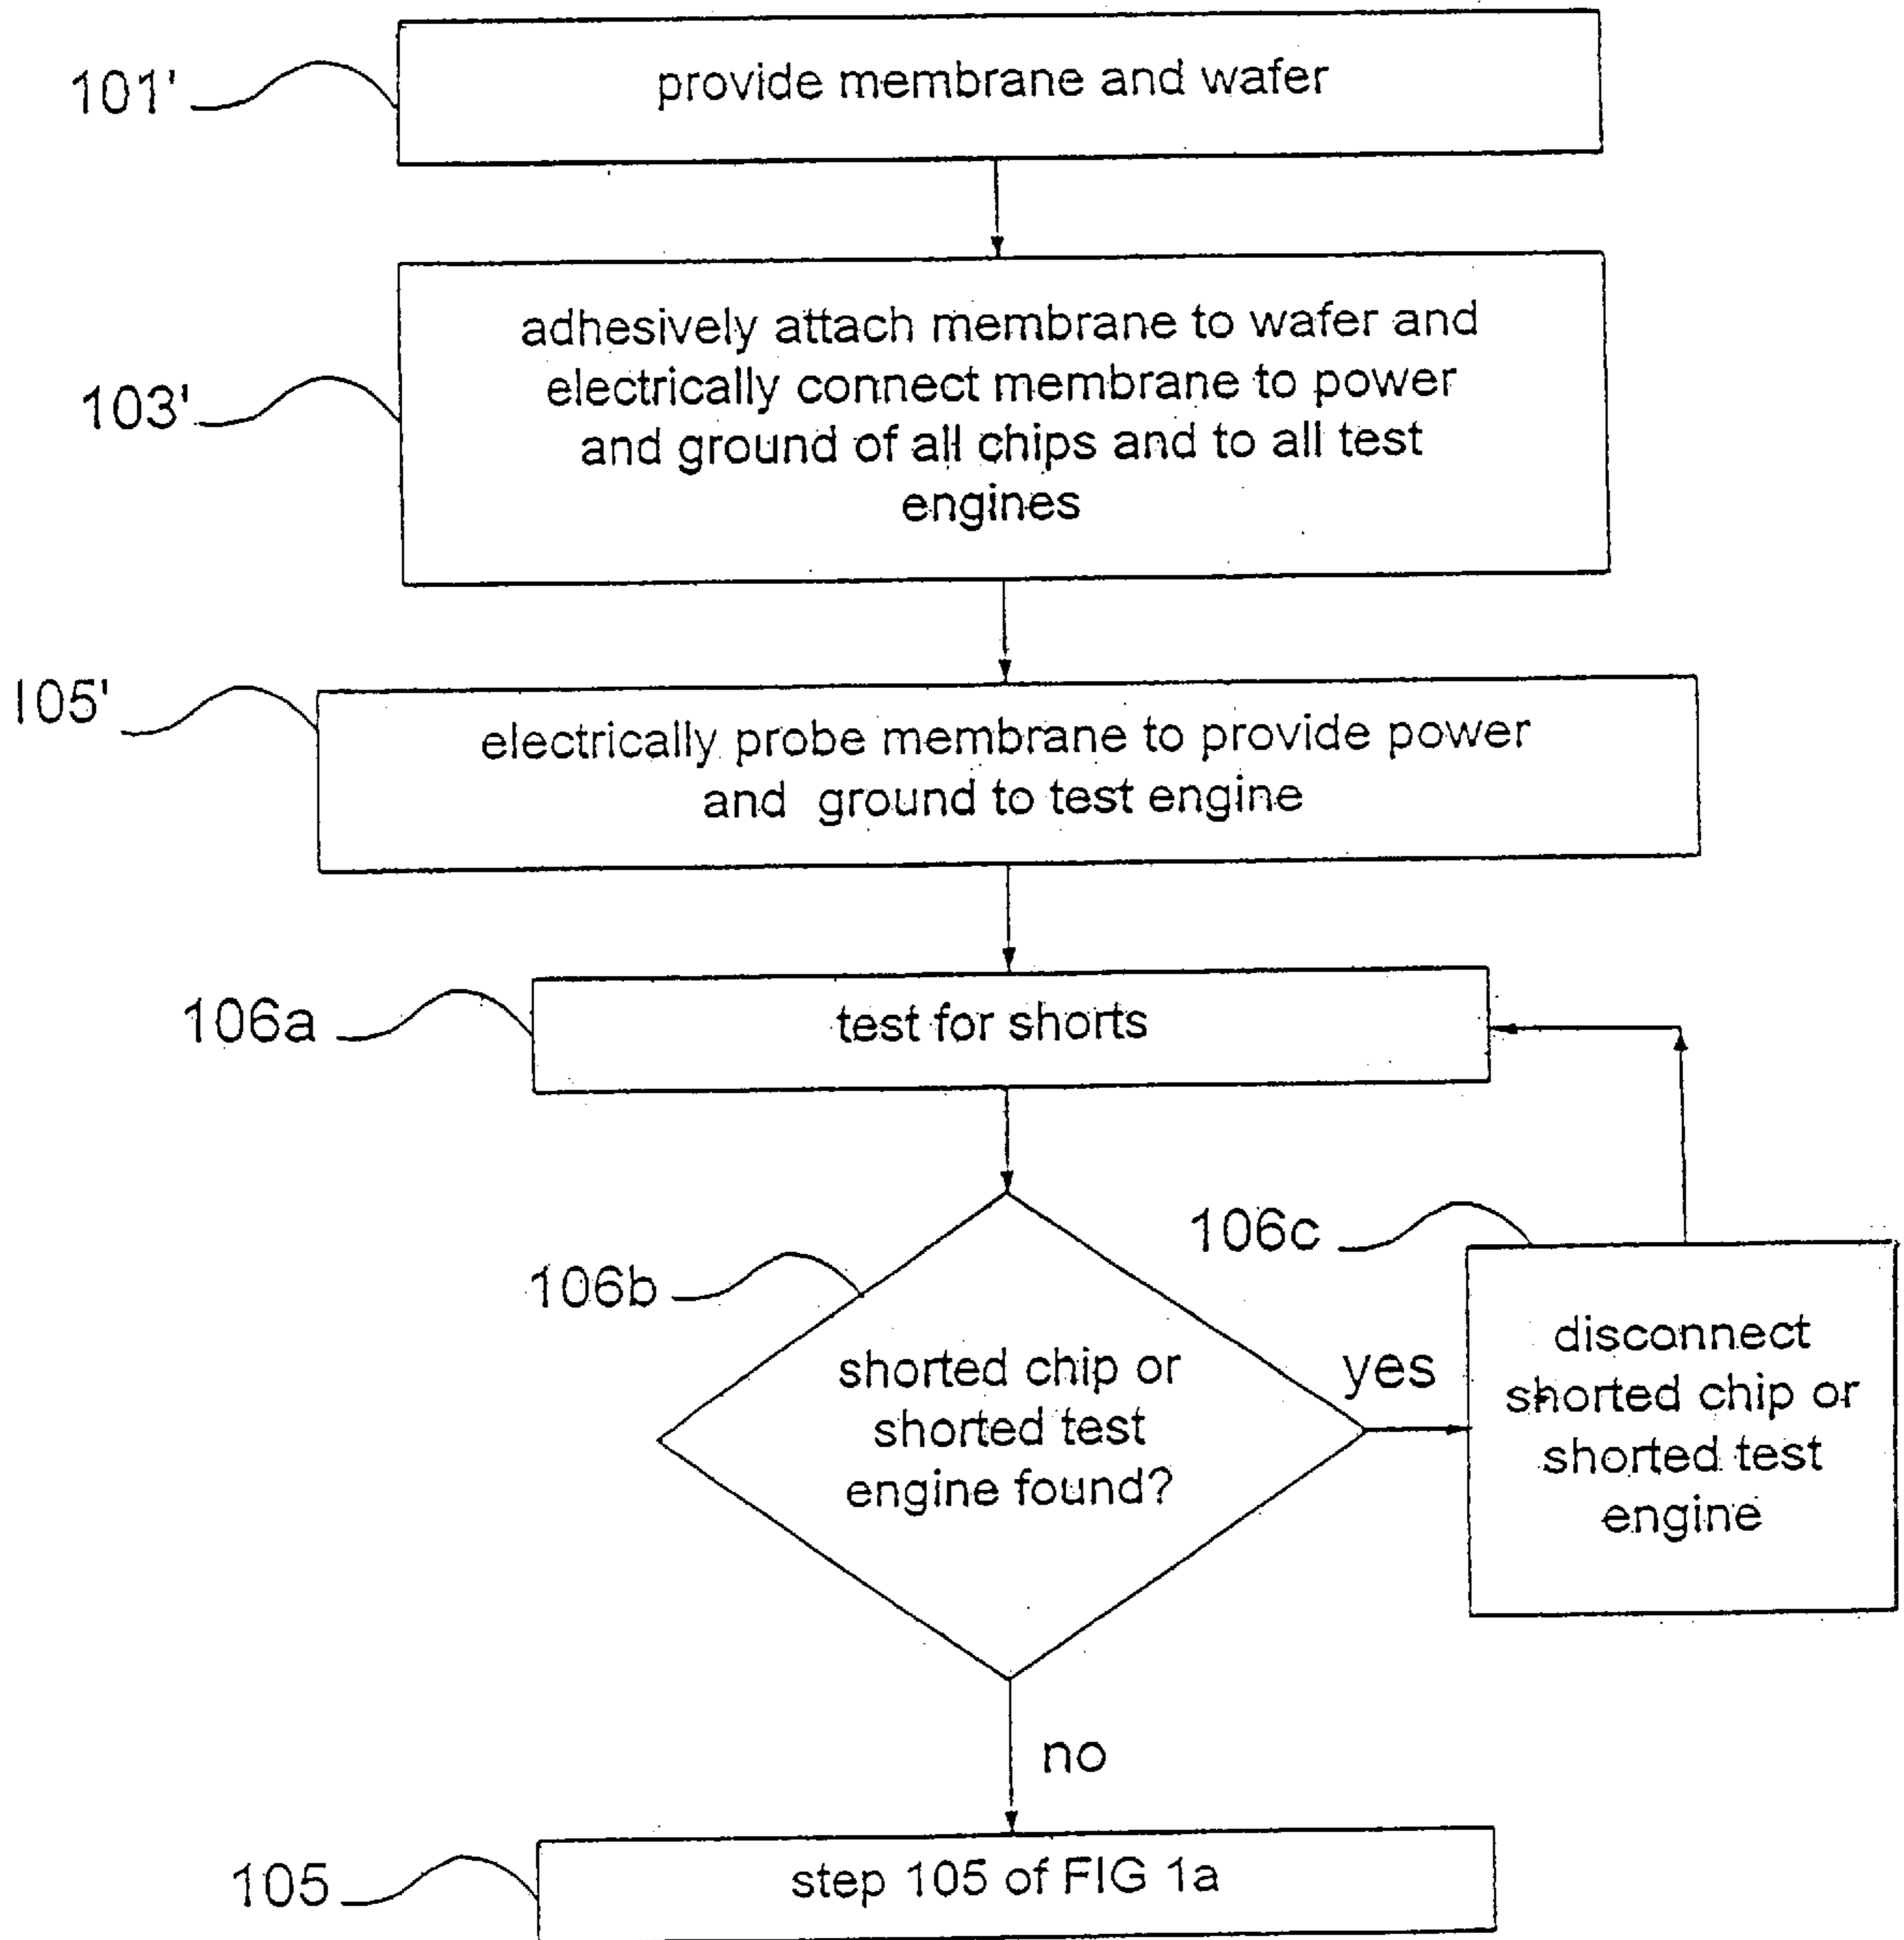 101'
provide membrane and wafer
103'
adhesively attach membrane to wafer and
electrically connect membrane to power
and ground of all chips and to all test
engines
105'
electrically probe membrane to provide power
and ground to test engine
106a
test for shorts
106b
shorted chip or
shorted test
engine found?
yes
106c
disconnect
shorted chip or
shorted test
engine
no
105
step 105 of FIG 1a